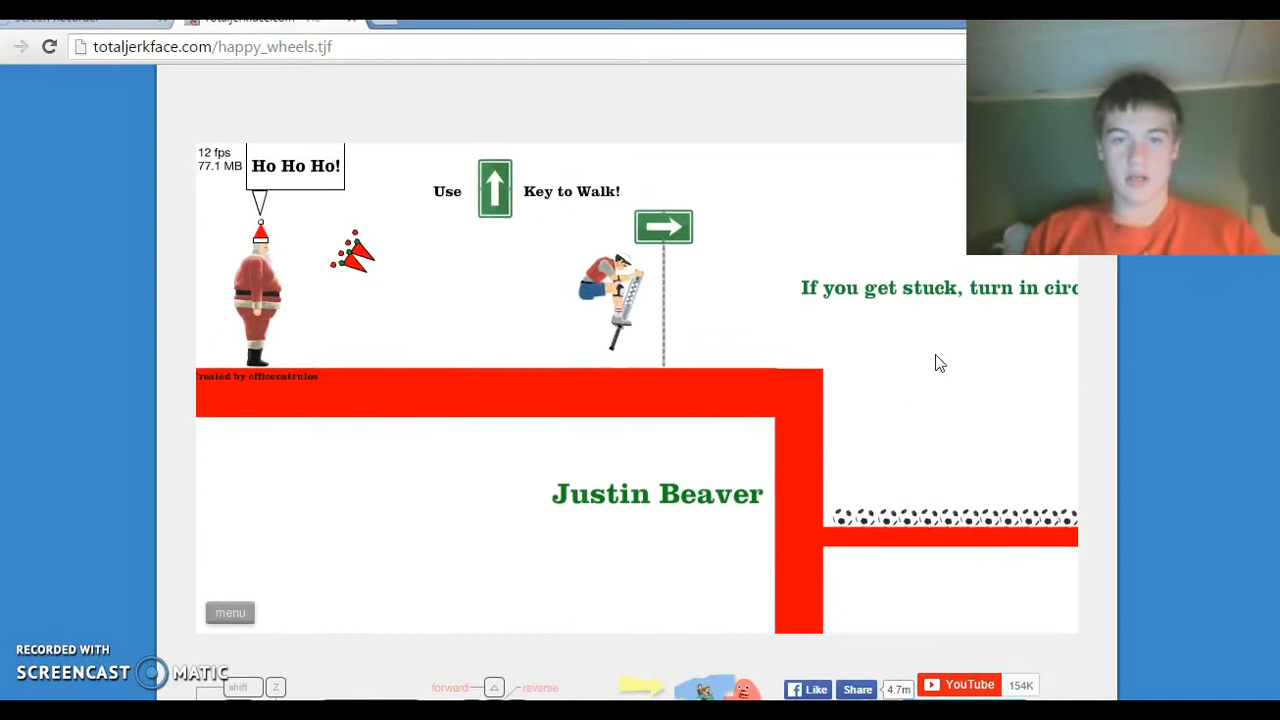 totaljerkface.com/happy_wheels.tjf
12 fps
77.1 MB
Ho Ho Ho!
Use
Key to Walk!
If you get stuck, turn in circ
Created by officecatrules
Justin Beaver
menu
RECORDED WITH
SCREENCAST MATIC
shift
Z
forward
reverse
Like
Share
4.7m
YouTube
154K